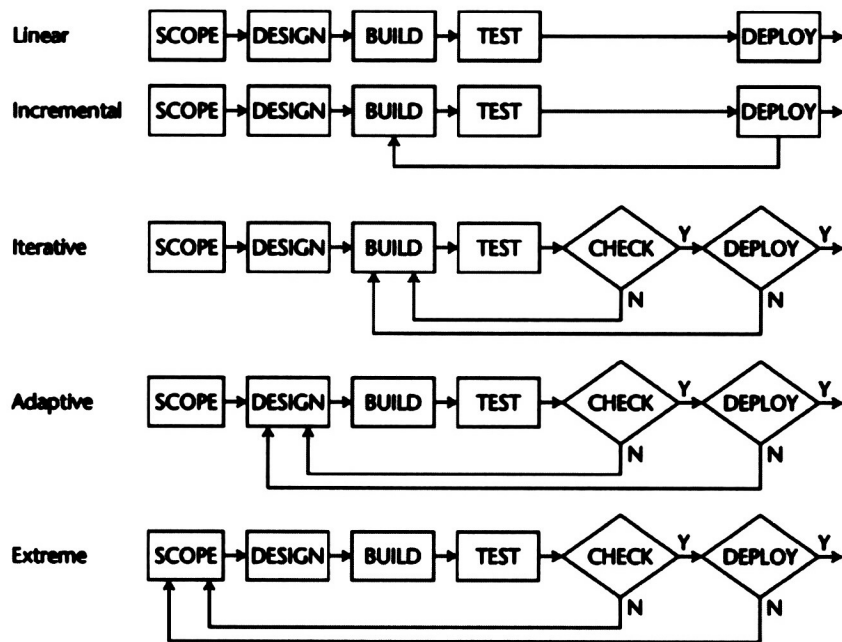 Linear SCOPE DESIGN BUILD TEST DEPLOY
Incremental SCOPE DESIGN BUILD TEST DEPLOY
Iterative SCOPE DESIGN BUILD TEST CHECK Y DEPLOY Y
N N
Adaptive SCOPE DESIGN BUILD TEST CHECK Y DEPLOY Y
N N
Extreme SCOPE DESIGN BUILD TEST CHECK Y DEPLOY Y
N N